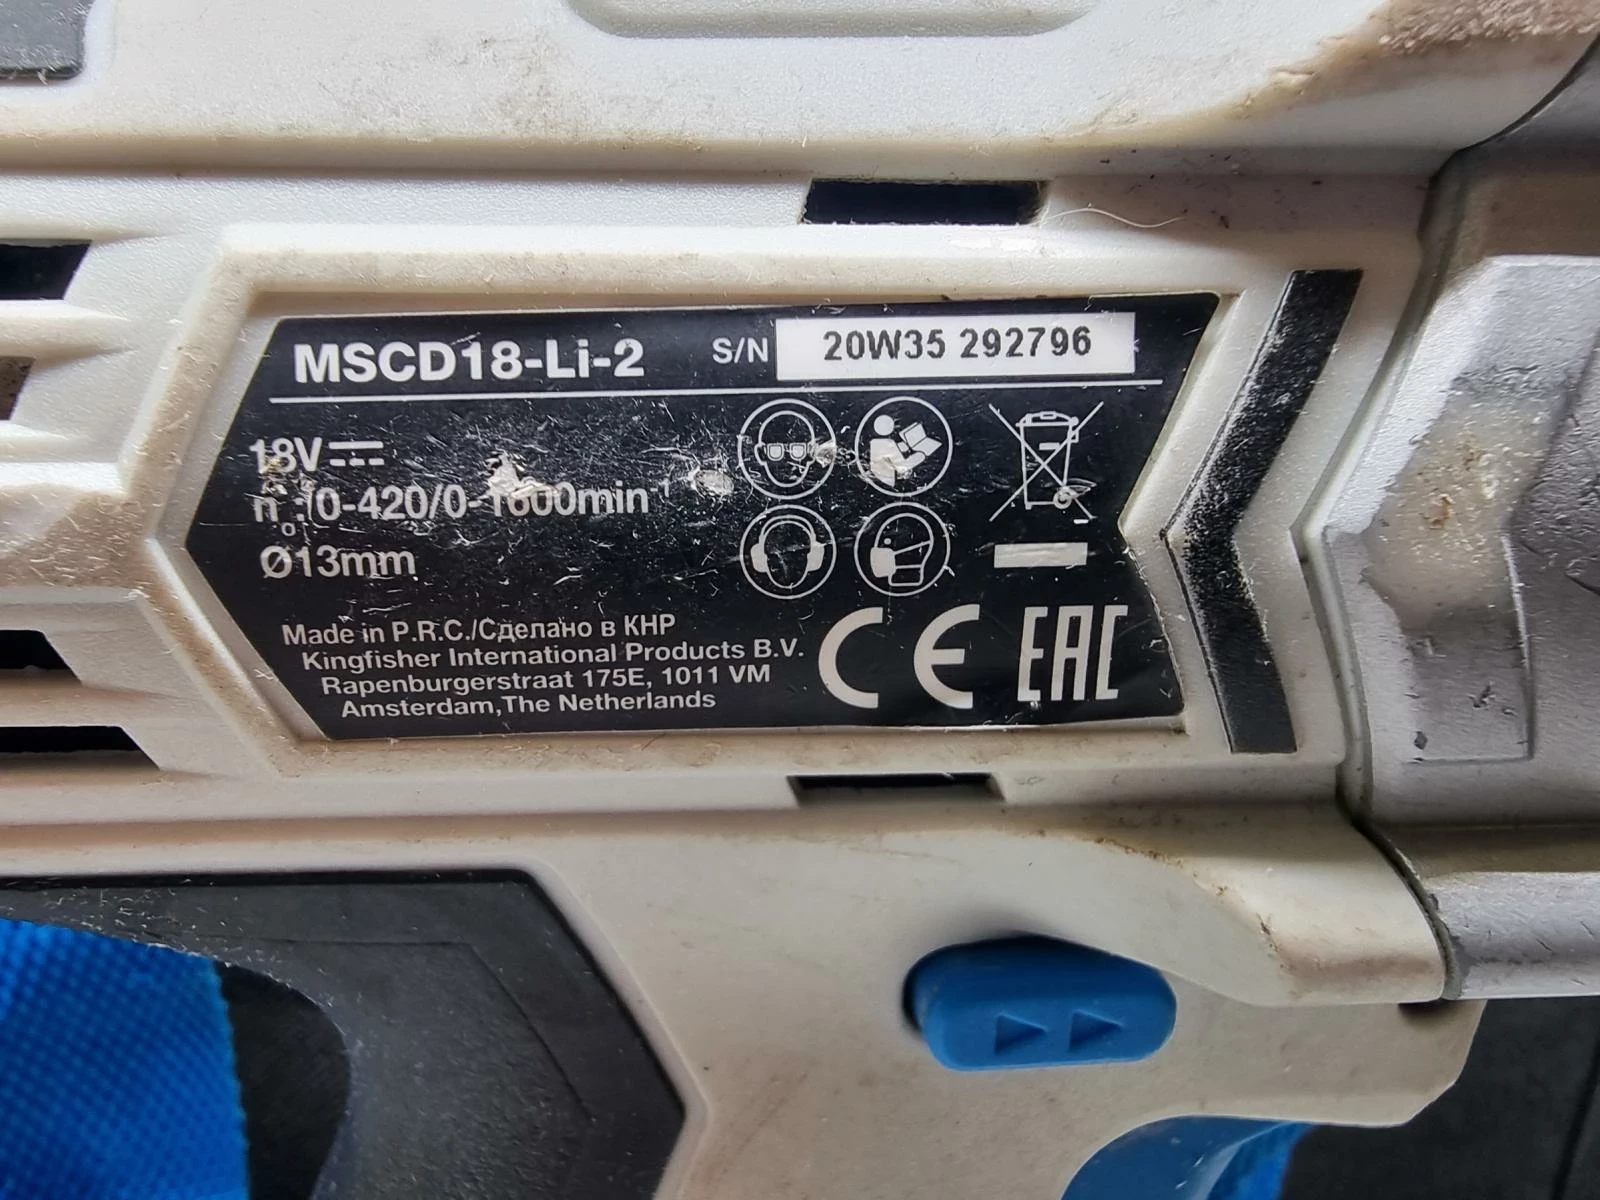 MSCD18-Li-2 S/N 20W35 292796
18V
n₀:/0-420/0-1600min⁻¹
Ø13mm
Made in P.R.C./Сделано в КНР
Kingfisher International Products B.V.
Rapenburgerstraat 175E, 1011 VM
Amsterdam,The Netherlands
CE EAC